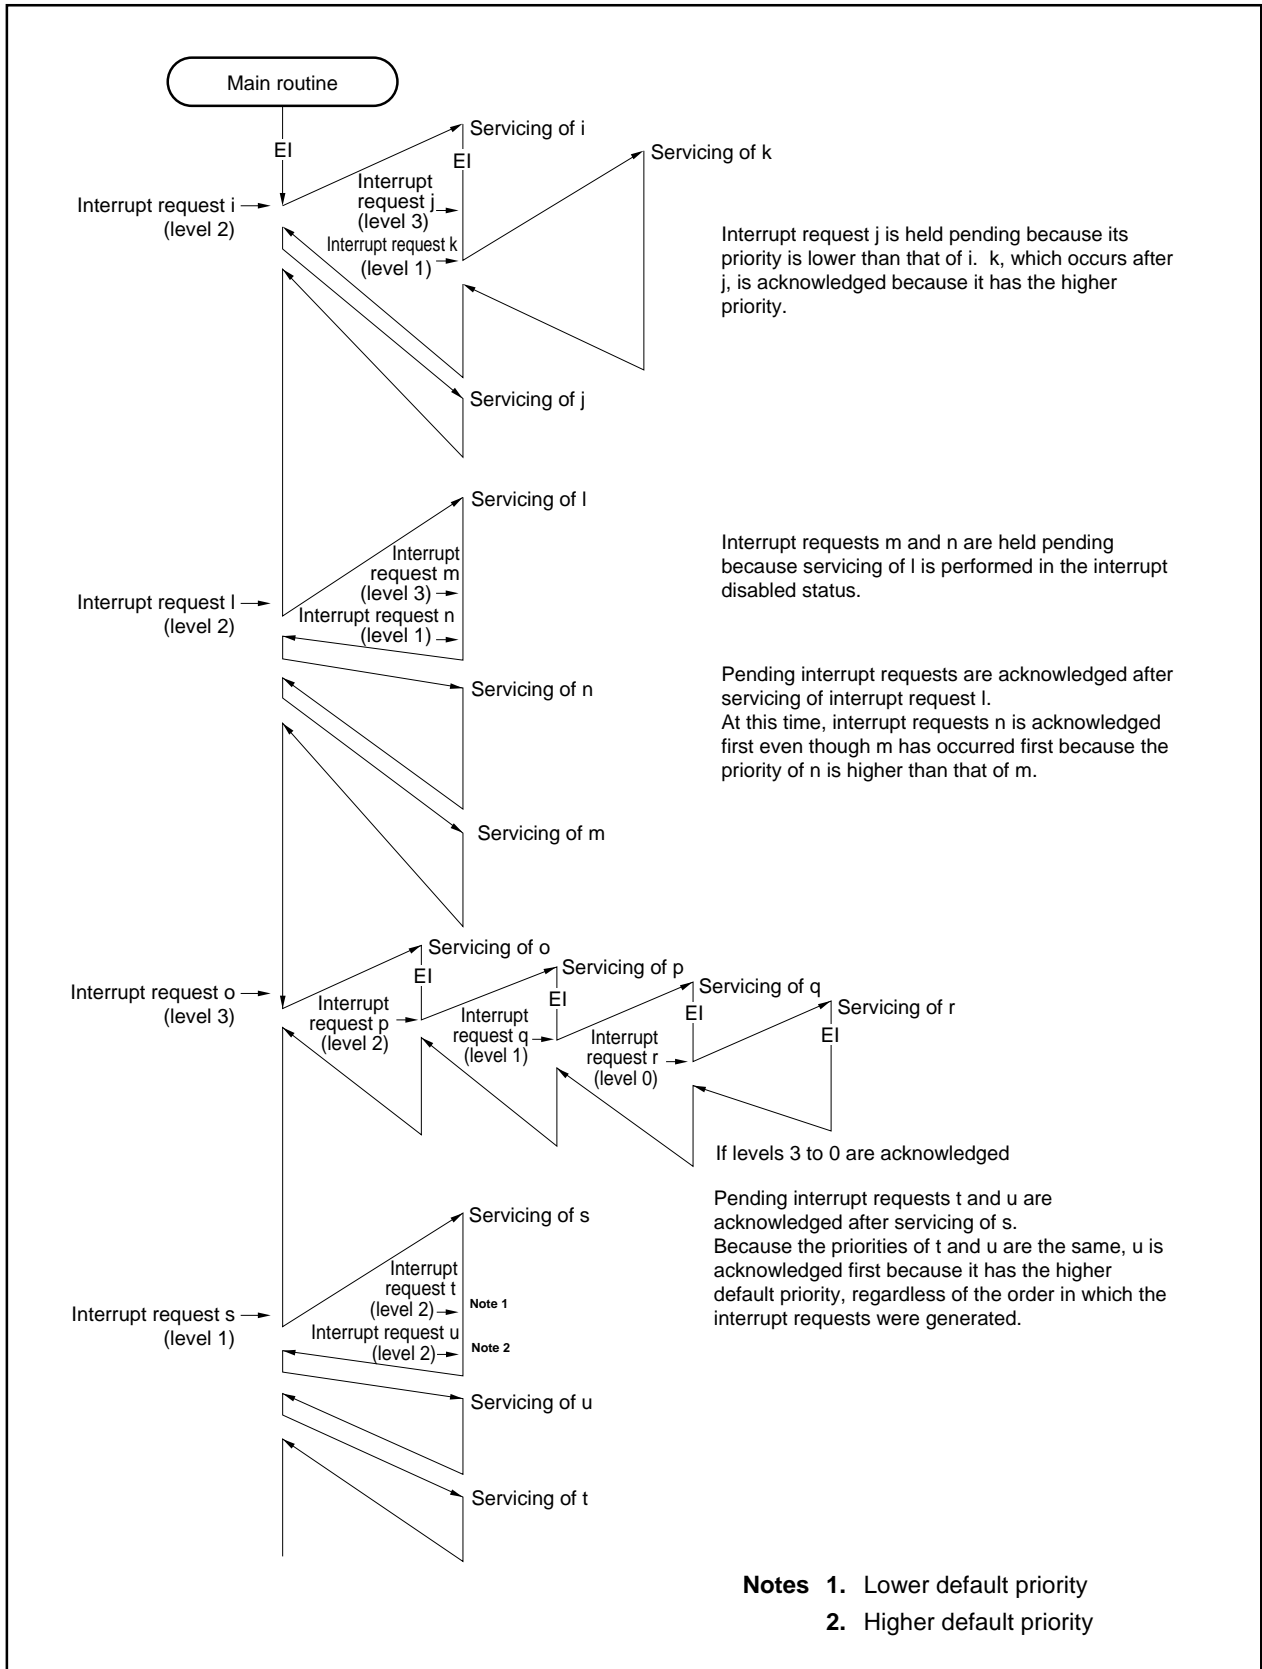 Main routine
EI
Servicing of i
EI
Servicing of k
Interrupt request i
(level 2)
Interrupt
request j
(level 3)
Interrupt request k
(level 1)
Interrupt request j is held pending because its
priority is lower than that of i.  k, which occurs after
j, is acknowledged because it has the higher
priority.
Servicing of j
Servicing of l
Interrupt request l
(level 2)
Interrupt
request m
(level 3)
Interrupt request n
(level 1)
Interrupt requests m and n are held pending
because servicing of l is performed in the interrupt
disabled status.
Servicing of n
Pending interrupt requests are acknowledged after
servicing of interrupt request l.
At this time, interrupt requests n is acknowledged
first even though m has occurred first because the
priority of n is higher than that of m.
Servicing of m
Servicing of o
EI
Servicing of p
EI
Servicing of q
EI
Servicing of r
EI
Interrupt request o
(level 3)
Interrupt
request p
(level 2)
Interrupt
request q
(level 1)
Interrupt
request r
(level 0)
If levels 3 to 0 are acknowledged
Servicing of s
Interrupt request s
(level 1)
Interrupt
request t
(level 2)
Note 1
Interrupt request u
(level 2)
Note 2
Pending interrupt requests t and u are
acknowledged after servicing of s.
Because the priorities of t and u are the same, u is
acknowledged first because it has the higher
default priority, regardless of the order in which the
interrupt requests were generated.
Servicing of u
Servicing of t
Notes 1. Lower default priority
2. Higher default priority